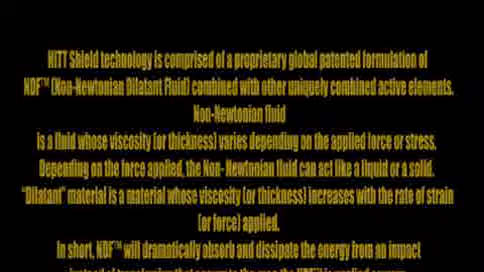 HITT Shield technology is comprised of a proprietary global patented formulation of
NDF™ (Non-Newtonian Dilatant Fluid) combined with other uniquely combined active elements.
Non-Newtonian fluid
is a fluid whose viscosity (or thickness) varies depending on the applied force or stress.
Depending on the force applied, the Non- Newtonian fluid can act like a liquid or a solid.
"Dilatant" material is a material whose viscosity (or thickness) increases with the rate of strain
(or force) applied.
In short, NDF™ will dramatically absorb and dissipate the energy from an impact